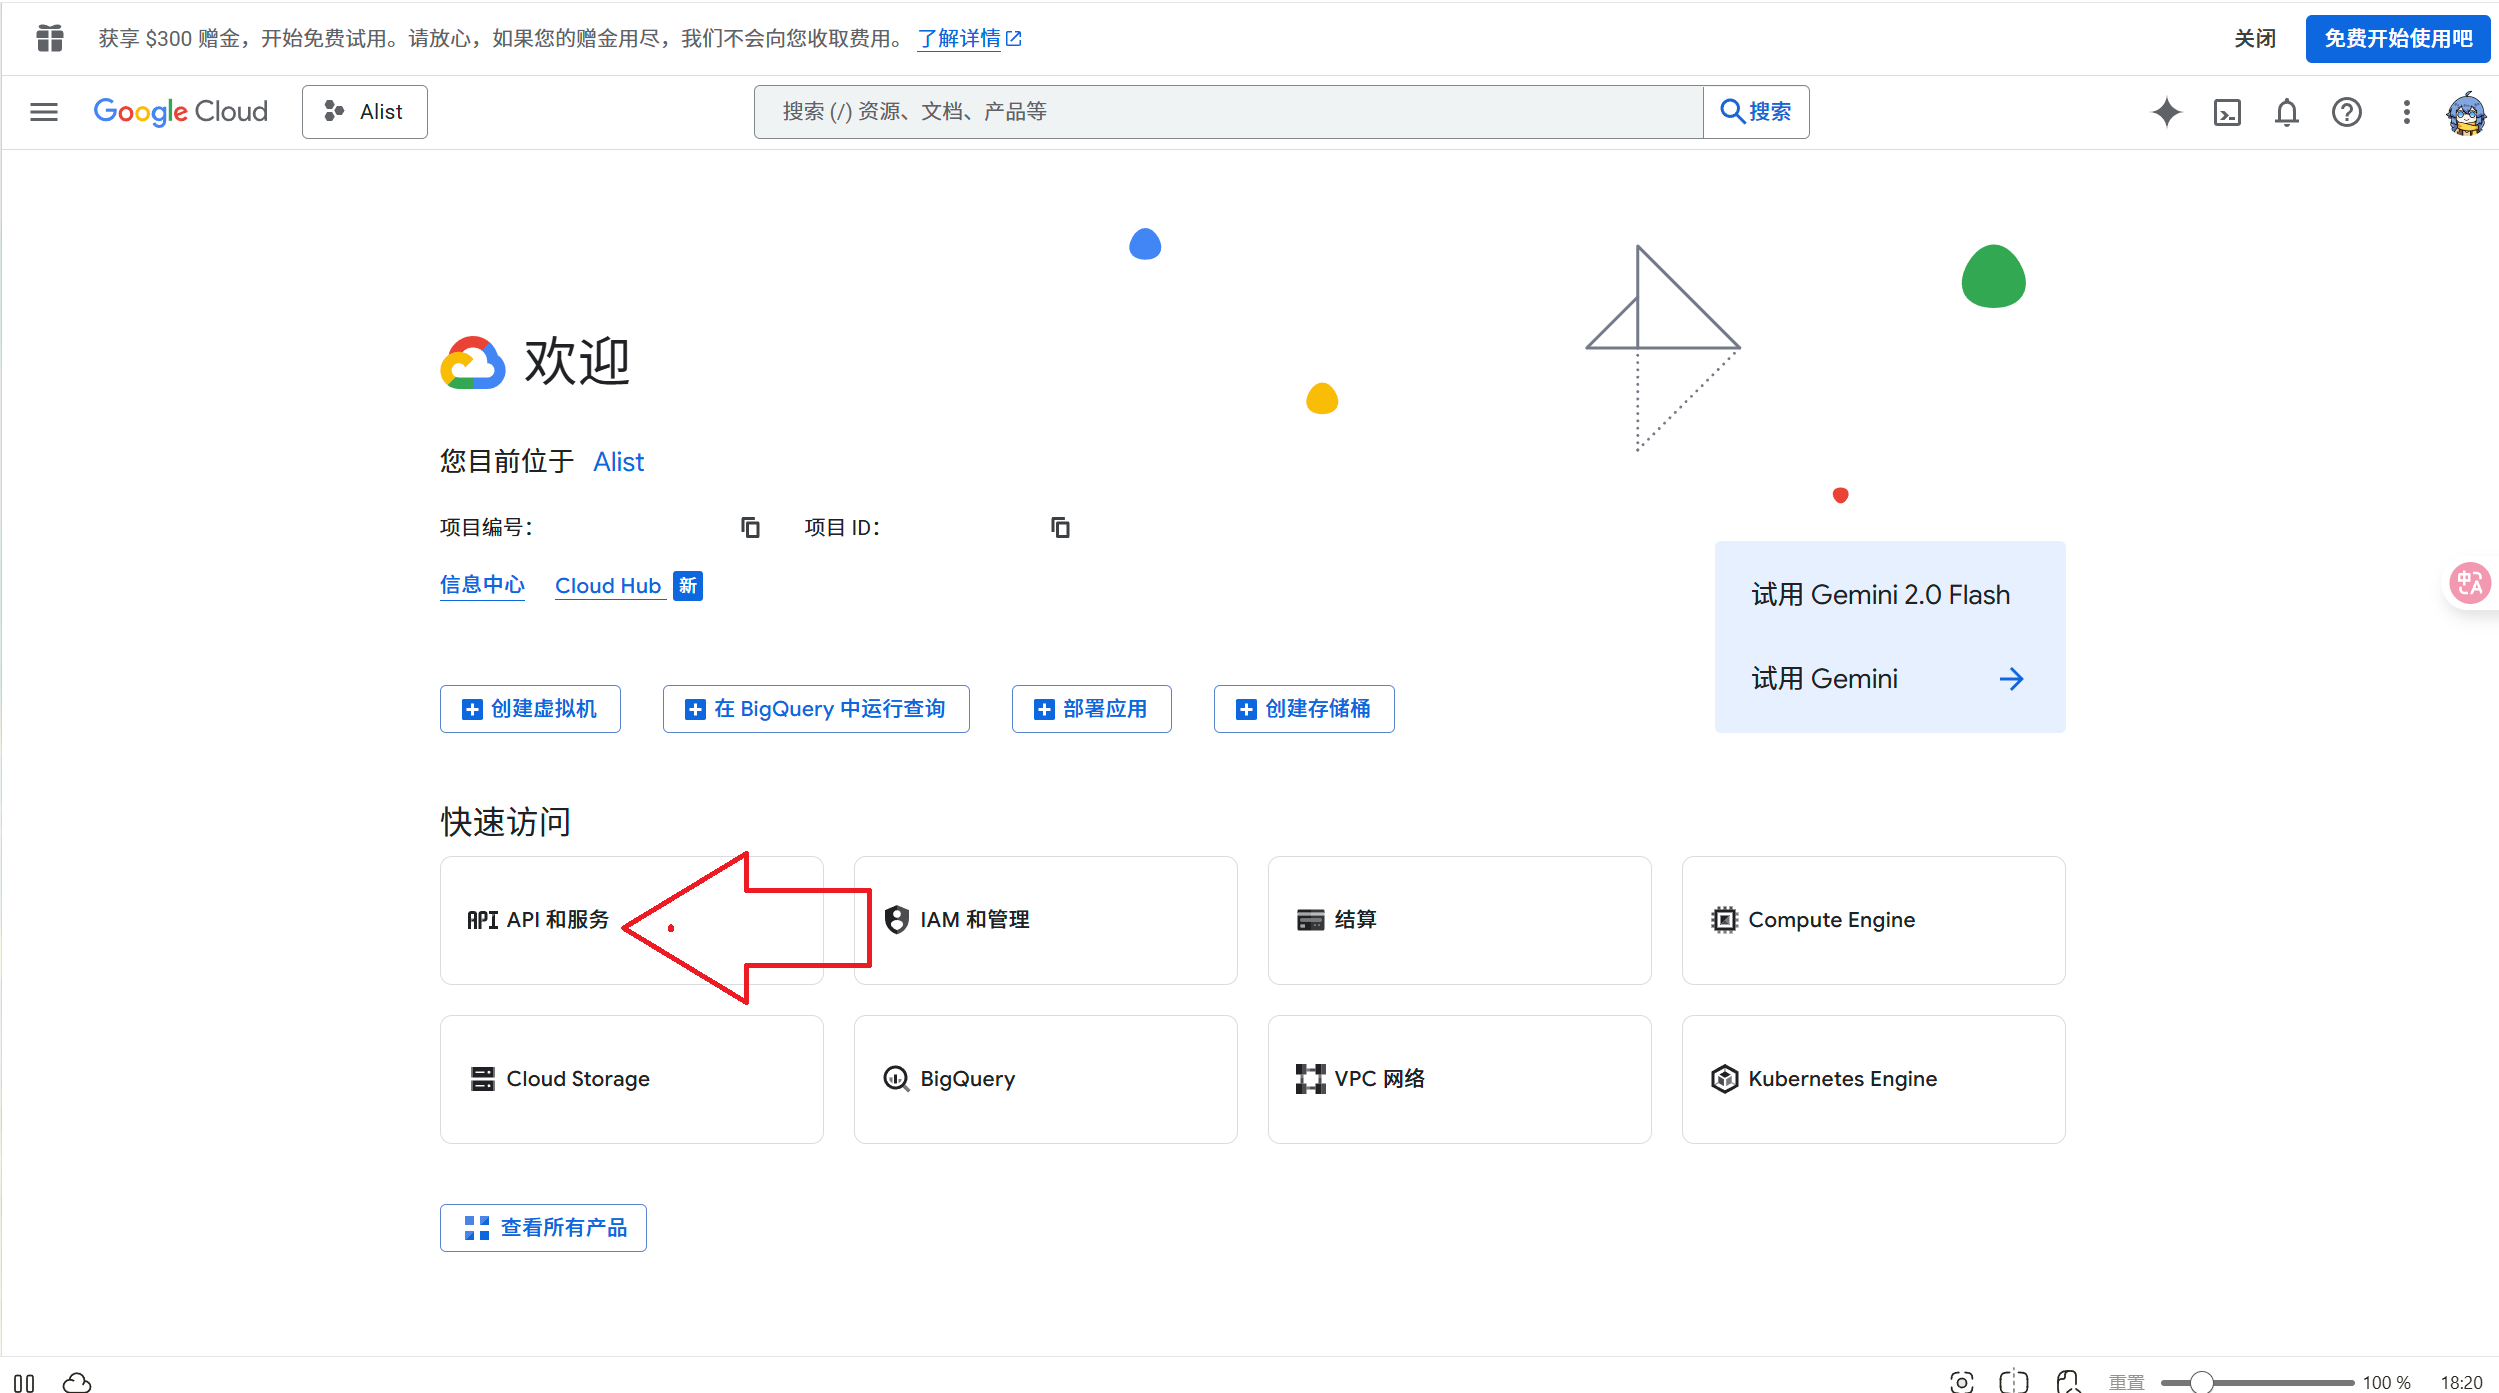 获享 $300 赠金，开始免费试用。请放心，如果您的赠金用尽，我们不会向您收取费用。 了解详情
关闭
免费开始使用吧
Google Cloud
Alist
搜索 (/) 资源、文档、产品等
搜索
欢迎
您目前位于 Alist
项目编号：
项目 ID：
信息中心
Cloud Hub 新
试用 Gemini 2.0 Flash
试用 Gemini
创建虚拟机
在 BigQuery 中运行查询
部署应用
创建存储桶
快速访问
API API 和服务
IAM 和管理
结算
Compute Engine
Cloud Storage
BigQuery
VPC 网络
Kubernetes Engine
查看所有产品
中A
重置
100 %
18:20